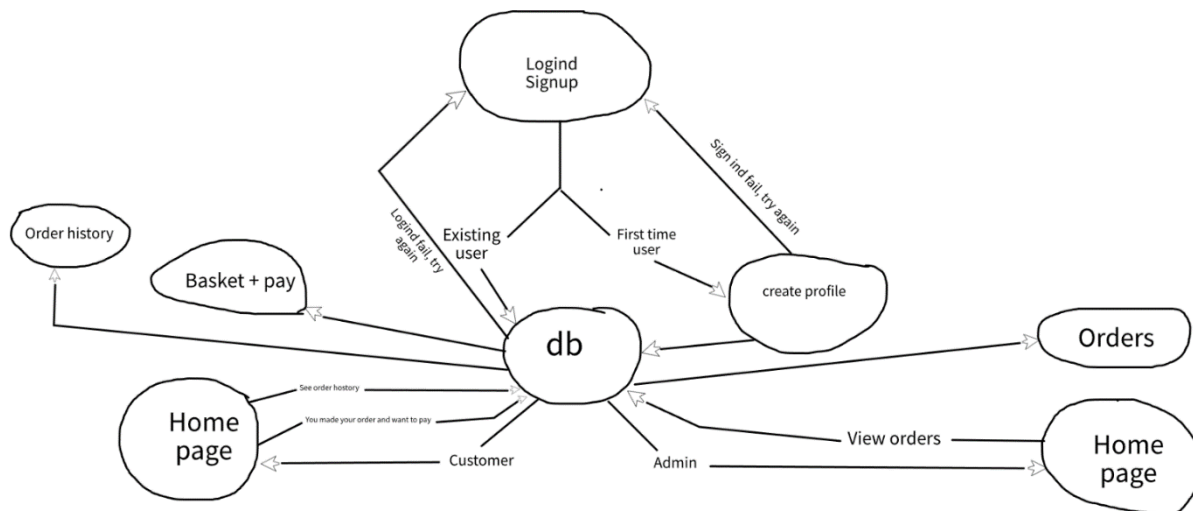 Logind
Signup
Sign ind fail, try again
Logind fail, try
again
Existing
user
First time
user
Order history
Basket + pay
create profile
db
Orders
See order hostory
You made your order and want to pay
Home
page
Customer
Admin
View orders
Home
page